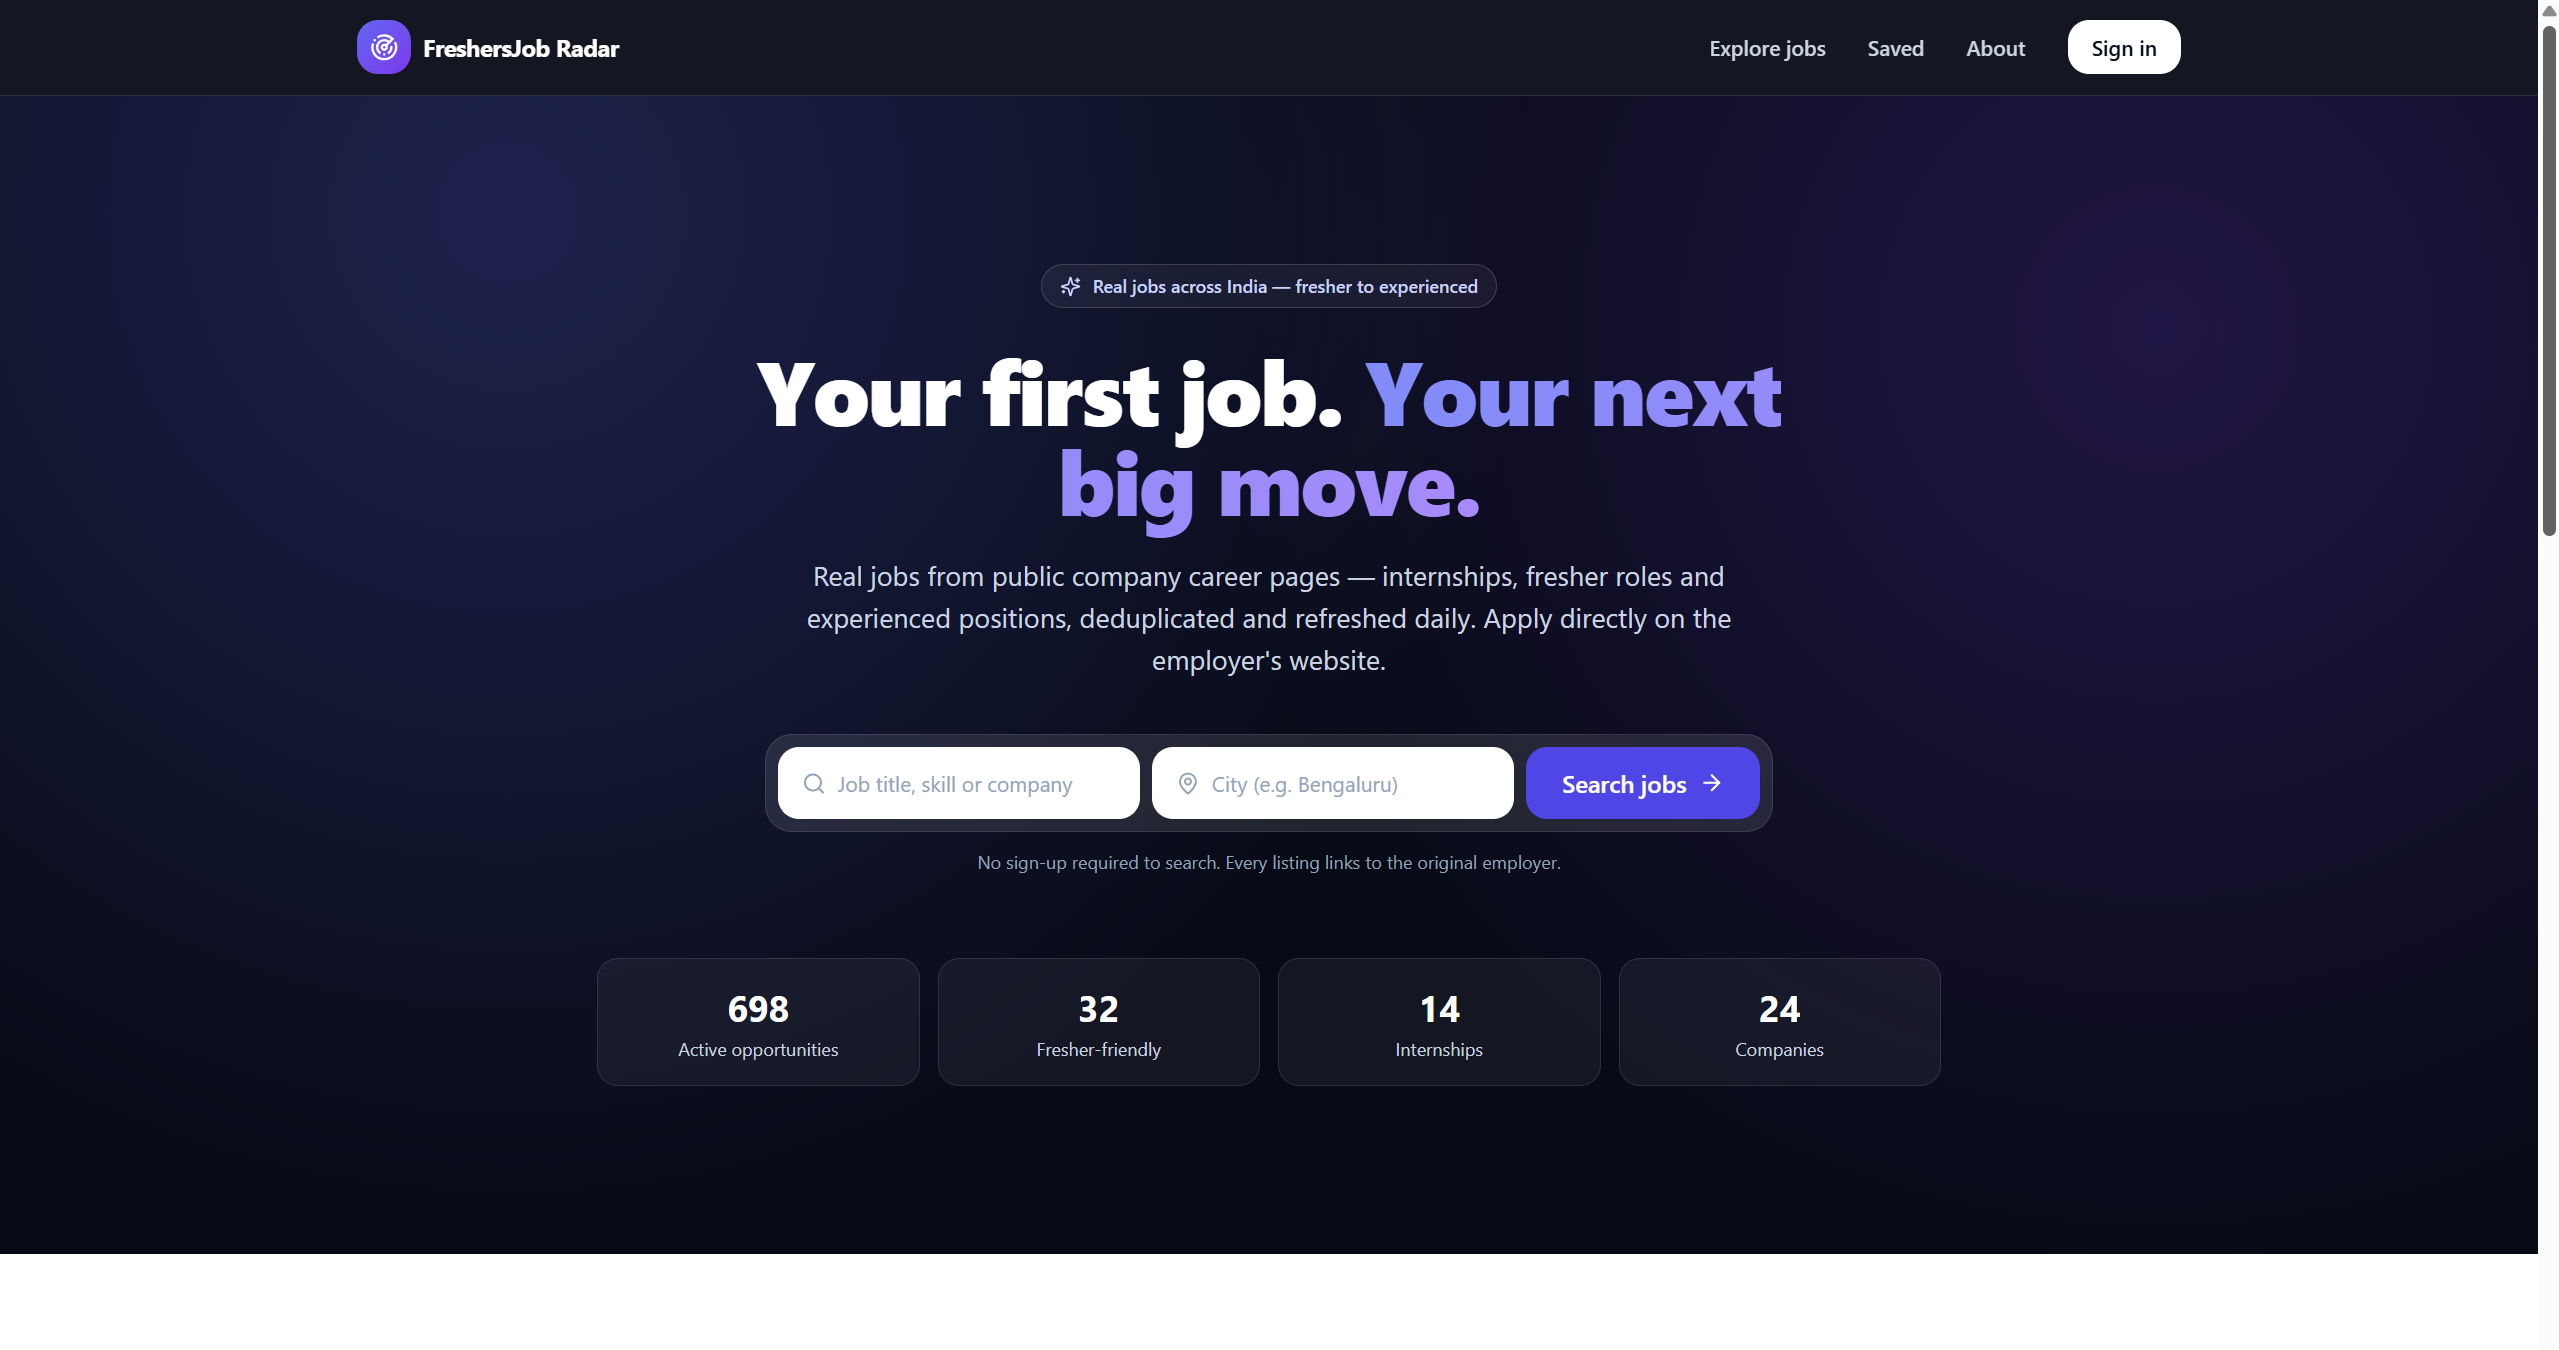 FreshersJob Radar
Explore jobs
Saved
About
Sign in
Real jobs across India — fresher to experienced
Your first job. Your next
big move.
Real jobs from public company career pages — internships, fresher roles and
experienced positions, deduplicated and refreshed daily. Apply directly on the
employer's website.
Job title, skill or company
City (e.g. Bengaluru)
Search jobs
No sign-up required to search. Every listing links to the original employer.
698
Active opportunities
32
Fresher-friendly
14
Internships
24
Companies